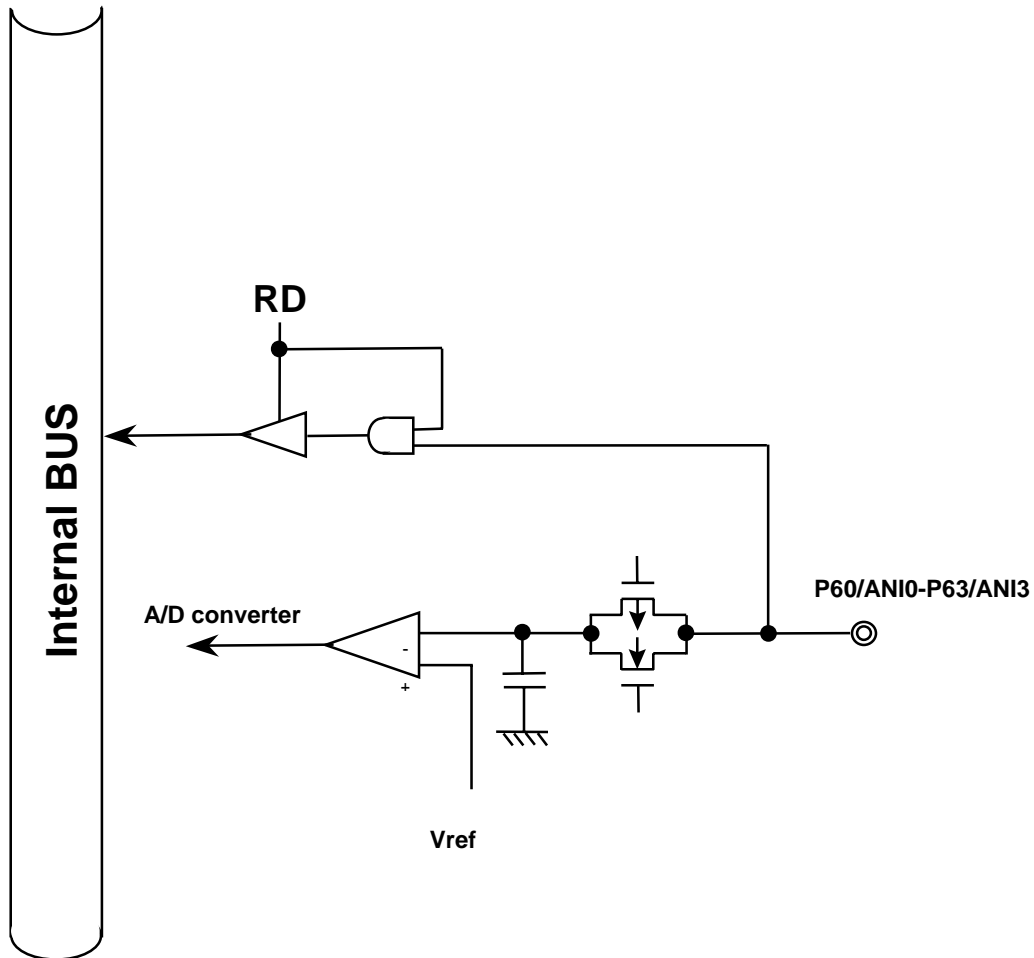 RD
Internal BUS
P60/ANI0-P63/ANI3
A/D converter
-
+
Vref